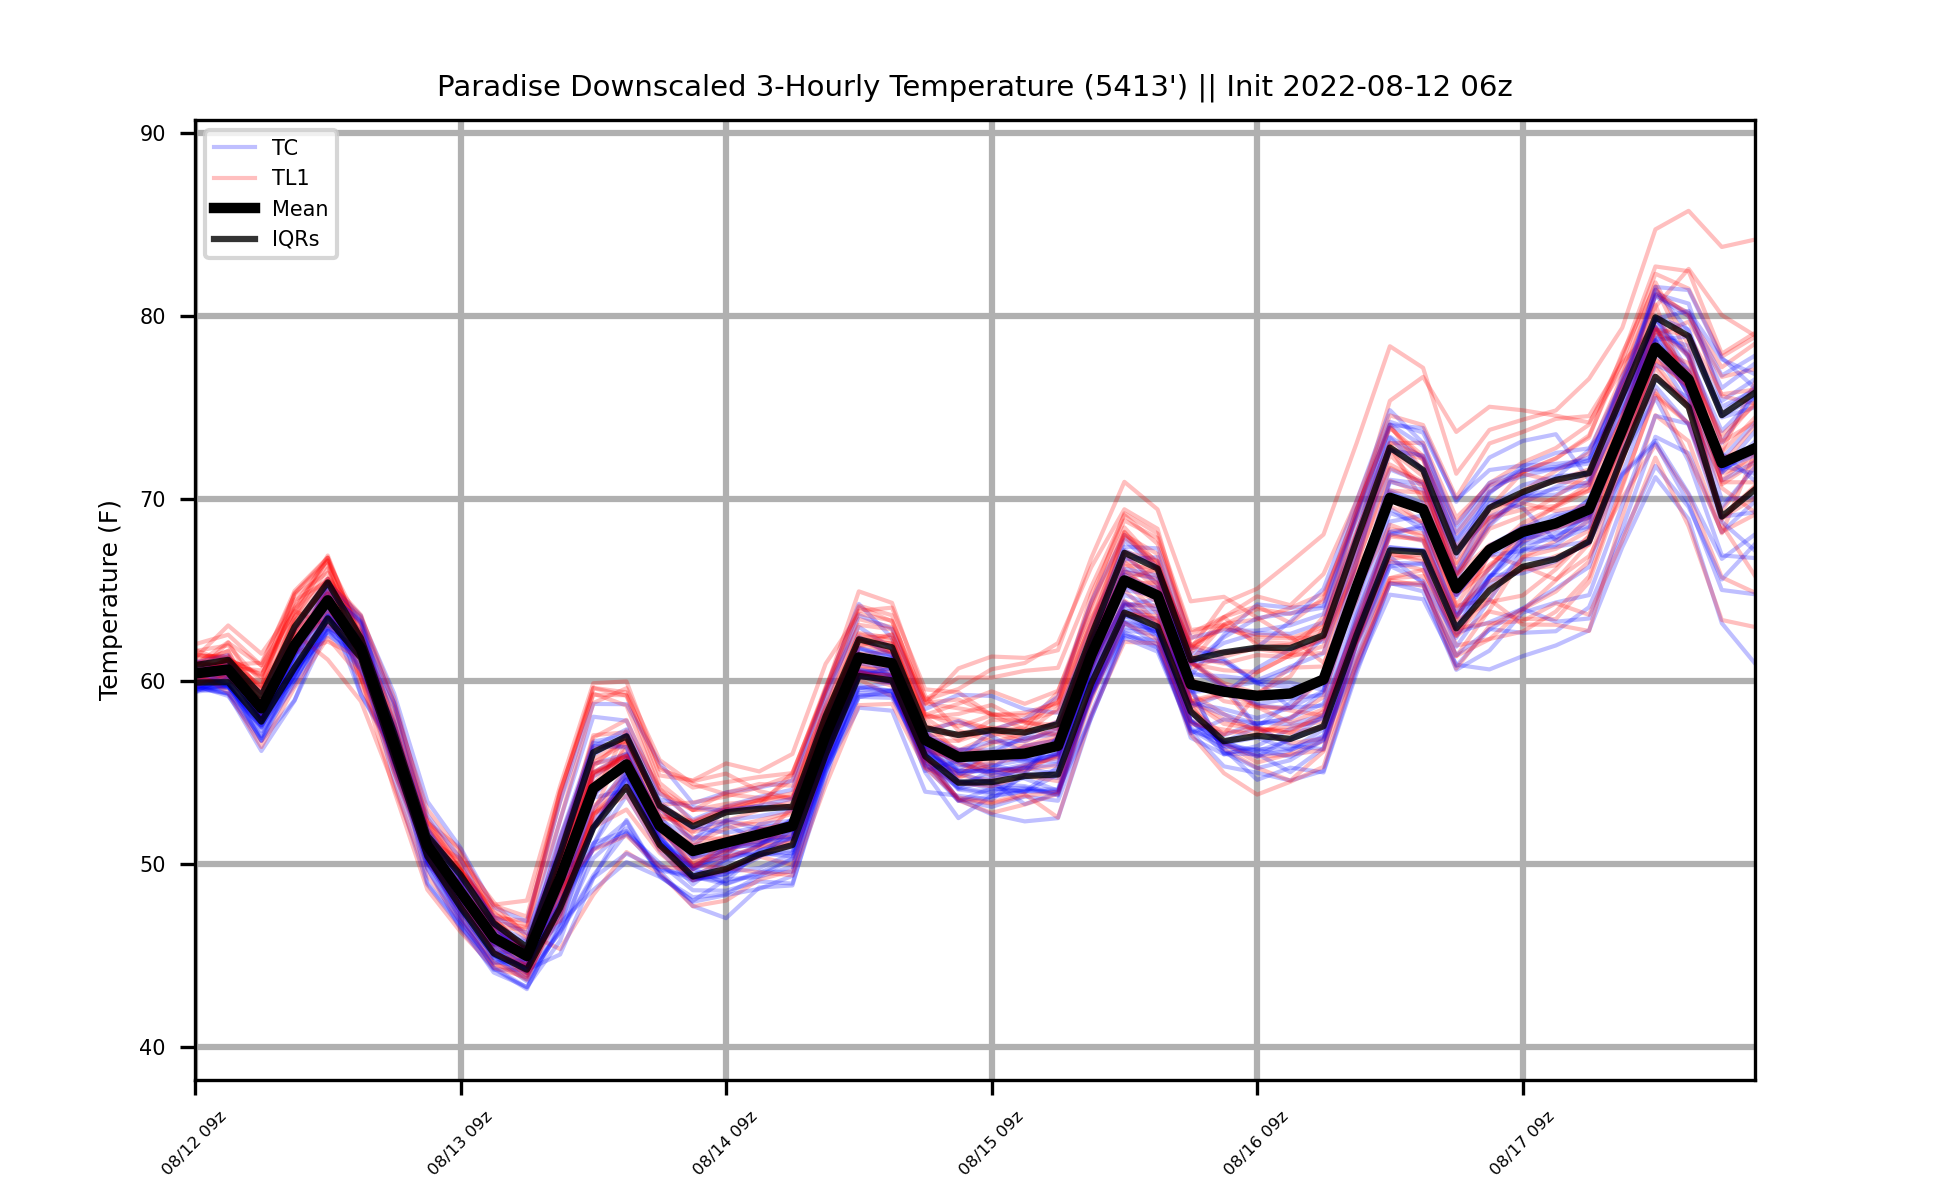 Paradise Downscaled 3-Hourly Temperature (5413') || Init 2022-08-12 06z
TC
TL1
Mean
IQRs
Temperature (F)
90
80
70
60
50
40
08/12 09z
08/13 09z
08/14 09z
08/15 09z
08/16 09z
08/17 09z